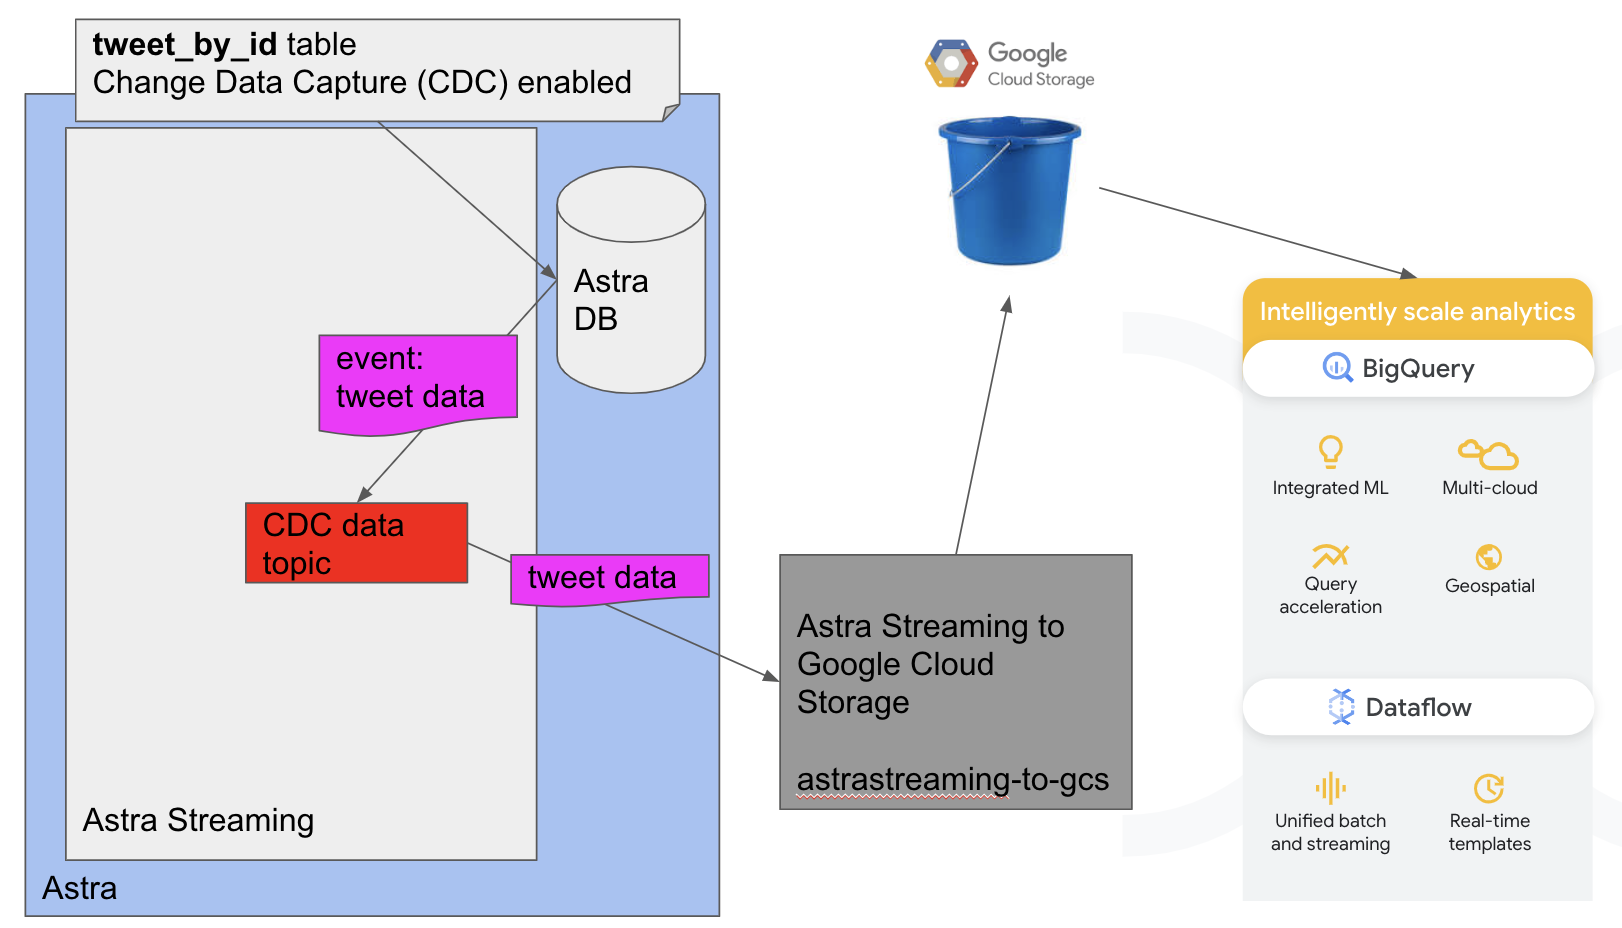 tweet_by_id table
Change Data Capture (CDC) enabled
Astra
DB
event:
tweet data
CDC data
topic
tweet data
Astra Streaming
Astra
Astra Streaming to
Google Cloud
Storage
astrastreaming-to-gcs
Google
Cloud Storage
Intelligently scale analytics
BigQuery
Integrated ML
Multi-cloud
Query
acceleration
Geospatial
Dataflow
Unified batch
and streaming
Real-time
templates